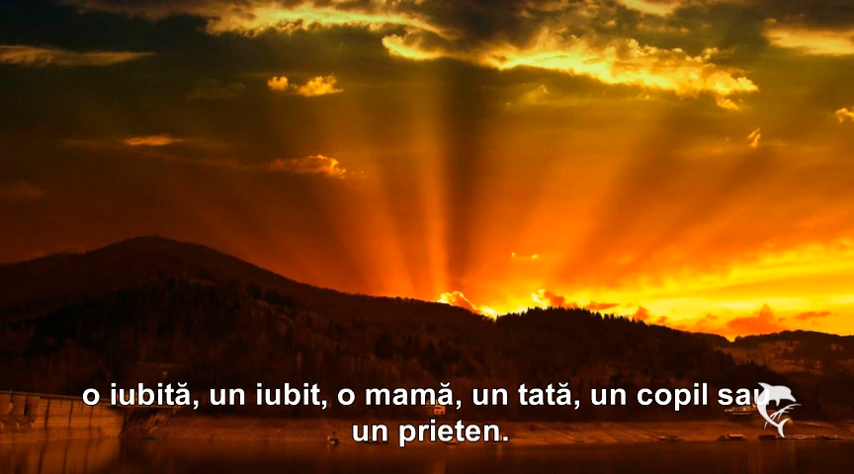 o iubită, un iubit, o mamă, un tată, un copil sau
un prieten.